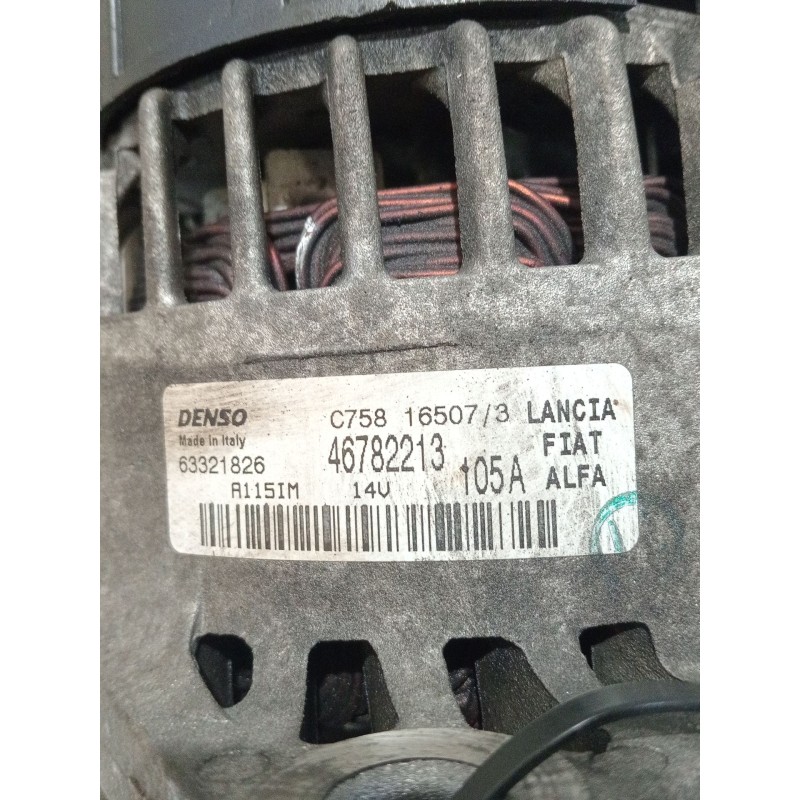 DENSO C758 16507/3 LANCIA
Made in Italy 46782213 FIAT
63321826 105A ALFA
A115IM 14V